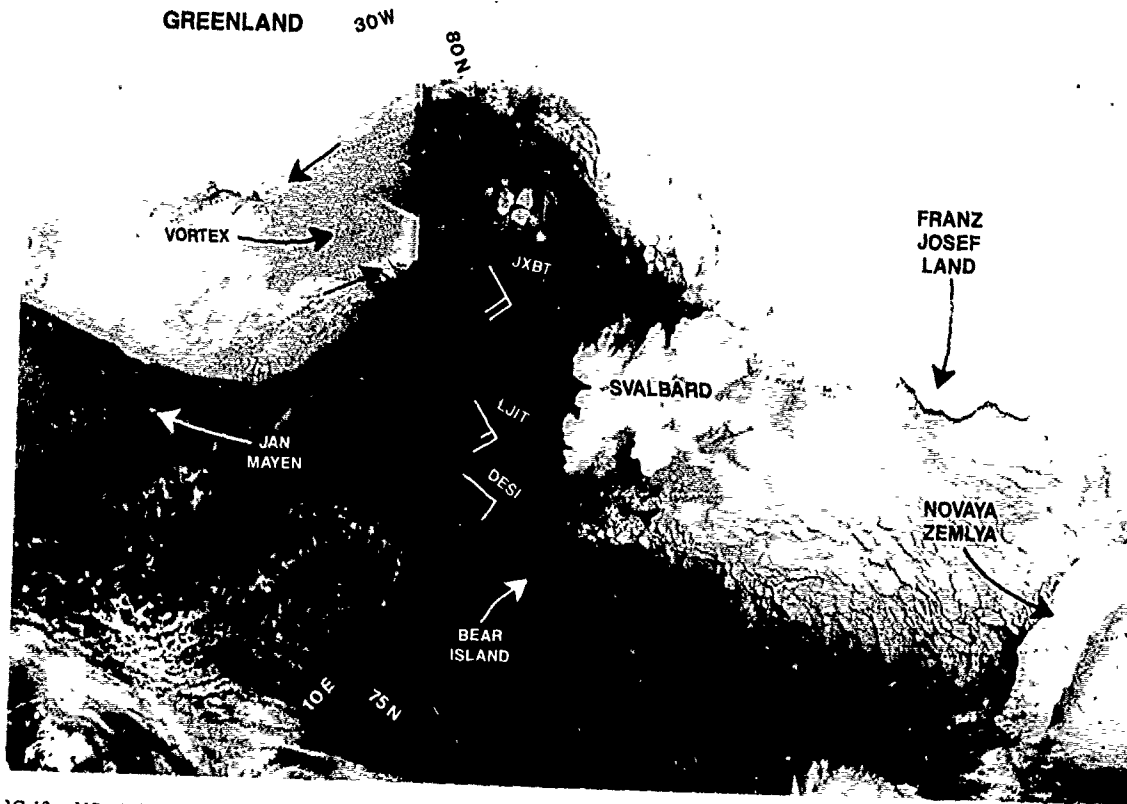 GREENLAND
30W
80N
VORTEX
JXBT
FRANZ
JOSEF
LAND
SVALBARD
LJIT
JAN
MAYEN
DESI
NOVAYA
ZEMLYA
BEAR
ISLAND
10E
75N